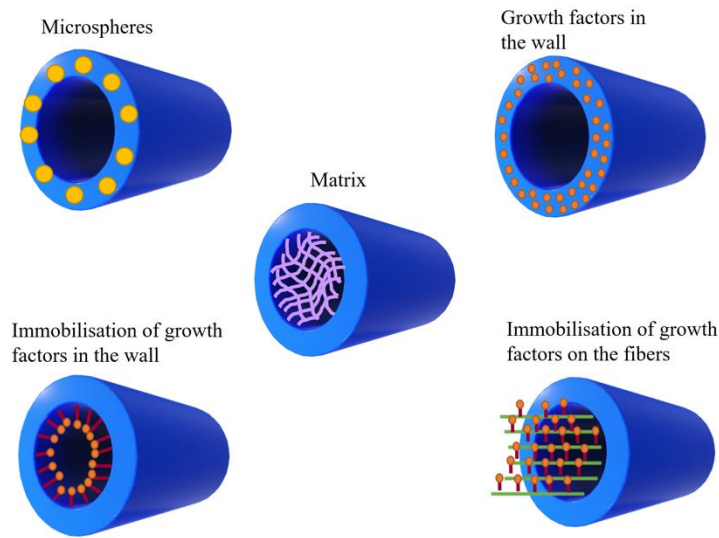 Microspheres
Growth factors in
the wall
Matrix
Immobilisation of growth
factors in the wall
Immobilisation of growth
factors on the fibers